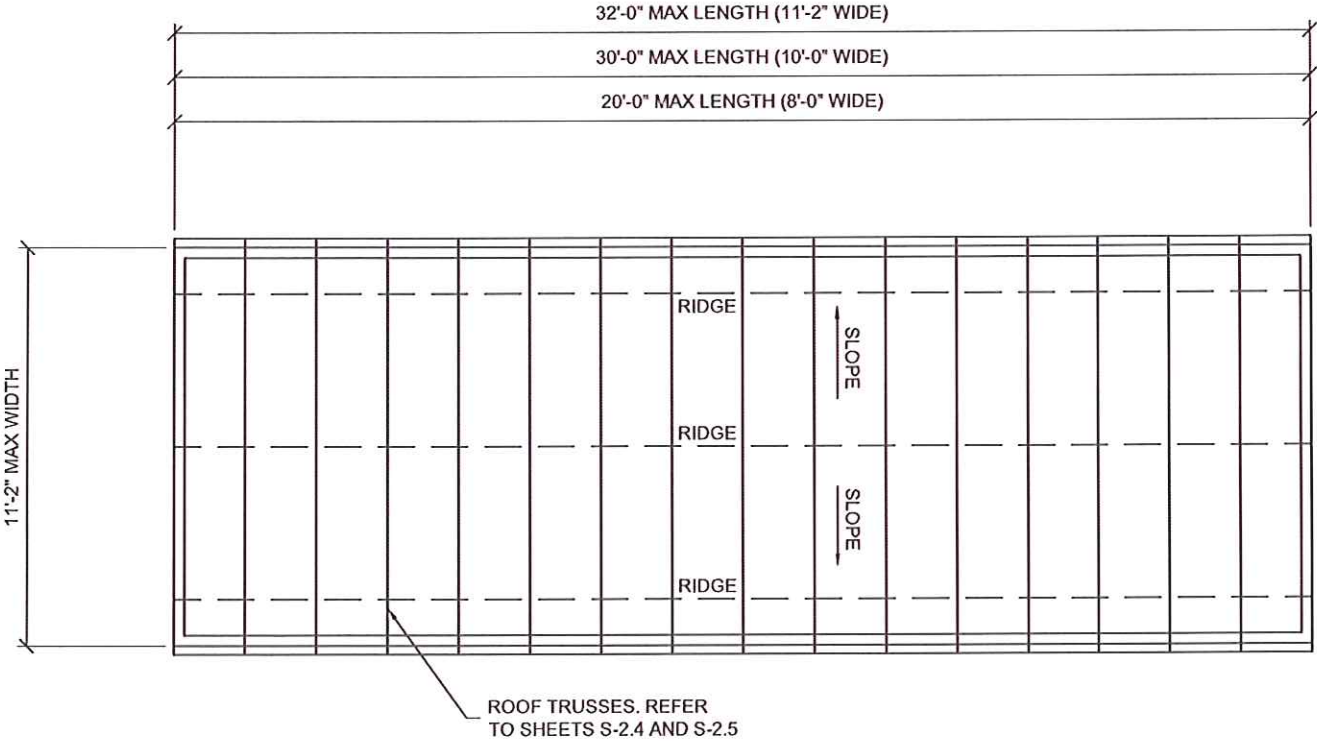 32'-0" MAX LENGTH (11'-2" WIDE)
30'-0" MAX LENGTH (10'-0" WIDE)
20'-0" MAX LENGTH (8'-0" WIDE)
11'-2" MAX WIDTH
RIDGE
SLOPE
RIDGE
SLOPE
RIDGE
ROOF TRUSSES. REFER
TO SHEETS S-2.4 AND S-2.5